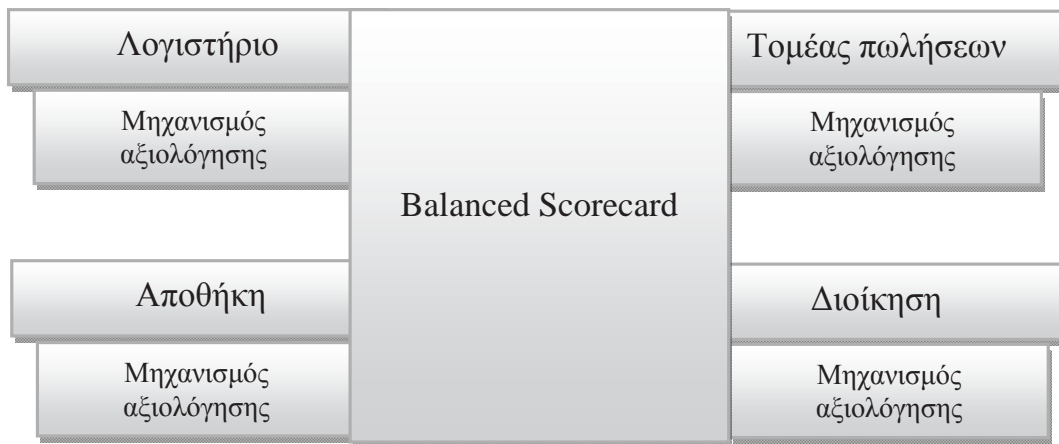 Λογιστήριο
Μηχανισμός
αξιολόγησης
Αποθήκη
Μηχανισμός
αξιολόγησης
Balanced Scorecard
Τομέας πωλήσεων
Μηχανισμός
αξιολόγησης
Διοίκηση
Μηχανισμός
αξιολόγησης